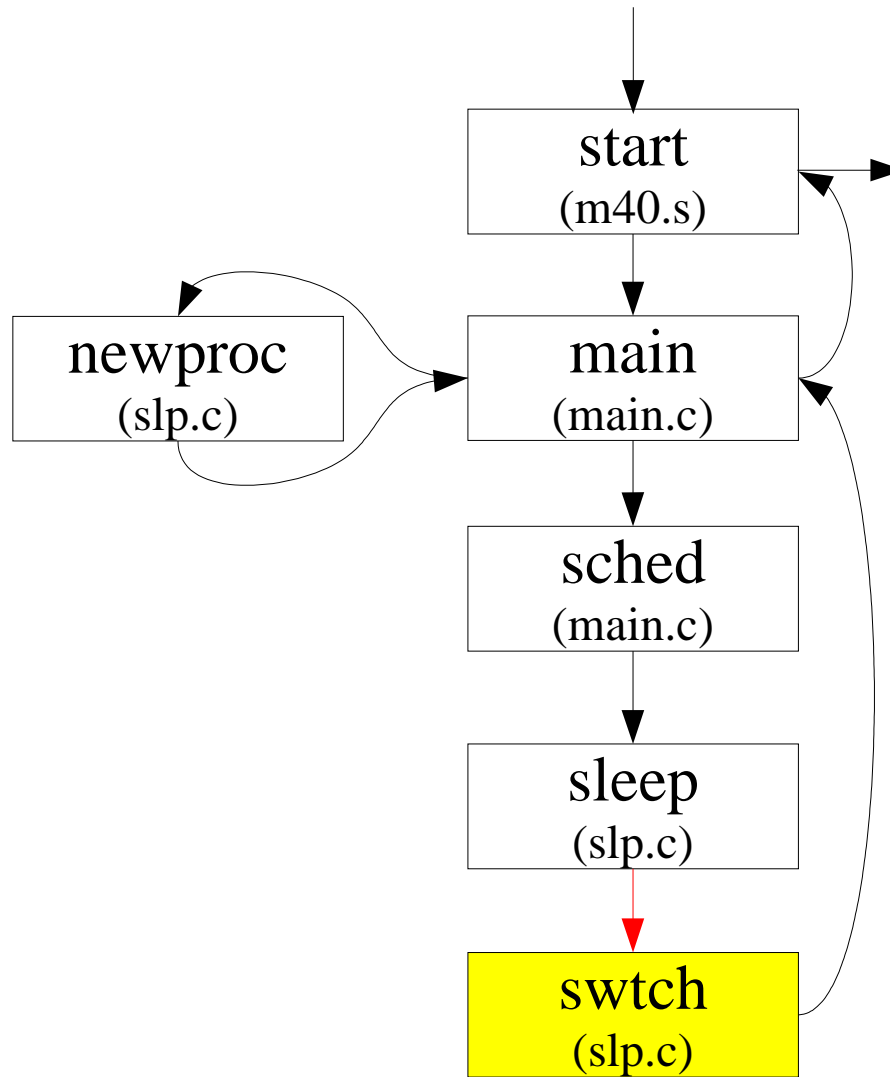 start
(m40.s)
newproc
(slp.c)
main
(main.c)
sched
(main.c)
sleep
(slp.c)
swtch
(slp.c)